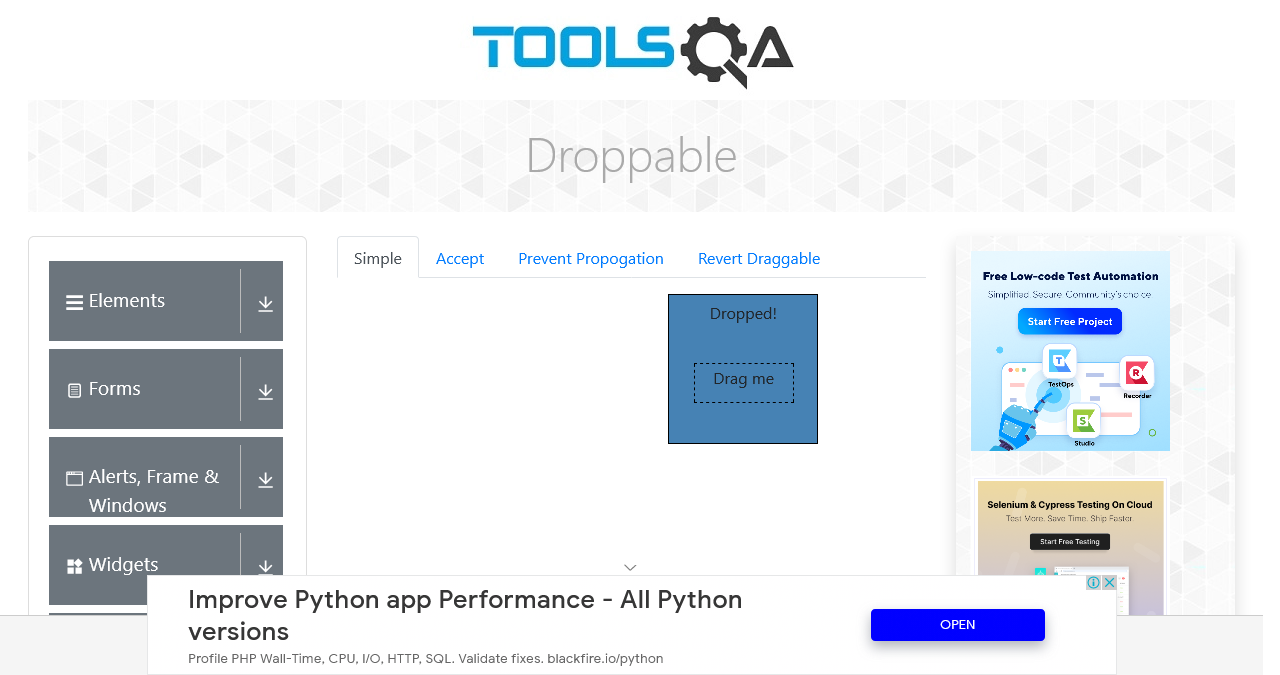 TOOLSQA
Droppable
Elements
Forms
Alerts, Frame &
Windows
Widgets
Simple
Accept
Prevent Propogation
Revert Draggable
Dropped!
Drag me
Free Low-code Test Automation
Simplified. Secure. Community's choice
Start Free Project
TestOps
Recorder
Studio
Selenium & Cypress Testing On Cloud
Test More. Save Time. Ship Faster
Start Free Testing
Improve Python app Performance - All Python
versions
Profile PHP Wall-Time, CPU, I/O, HTTP, SQL. Validate fixes. blackfire.io/python
OPEN